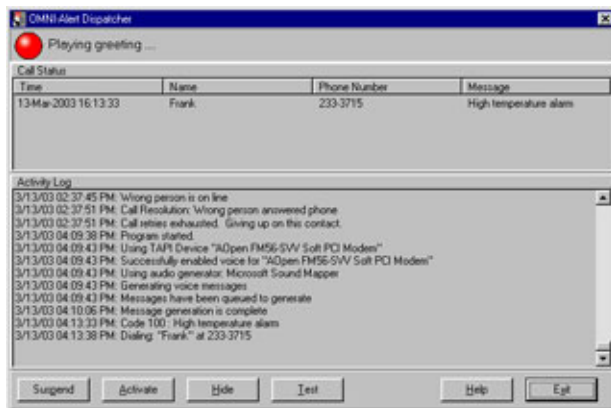 OMNI-Alert Dispatcher
Playing greeting ...
Call Status
Time Name Phone Number Message
13-Mar-2003 16:13:33 Frank 233-3715 High temperature alarm
Activity Log
3/13/03 02:37:45 PM: Wrong person is on line
3/13/03 02:37:51 PM: Call Resolution: Wrong person answered phone
3/13/03 02:37:51 PM: Call retries exhausted. Giving up on this contact.
3/13/03 04:09:38 PM: Program started.
3/13/03 04:09:43 PM: Using TAPI Device "AOpen FM56-SVV Soft PCI Modem"
3/13/03 04:09:43 PM: Successfully enabled voice for "AOpen FM56-SVV Soft PCI Modem"
3/13/03 04:09:43 PM: Using audio generator: Microsoft Sound Mapper
3/13/03 04:09:43 PM: Generating voice messages
3/13/03 04:09:43 PM: Messages have been queued to generate
3/13/03 04:10:06 PM: Message generation is complete
3/13/03 04:13:33 PM: Code 100 : High temperature alarm
3/13/03 04:13:38 PM: Dialing: "Frank" at 233-3715
Suspend Activate Hide Test Help Exit